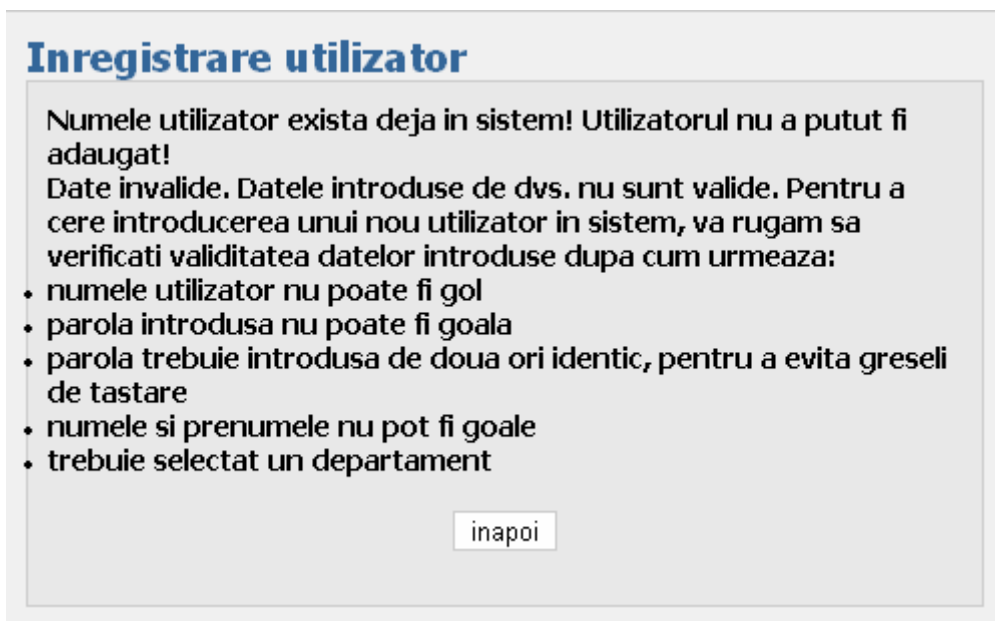 Inregistrare utilizator
Numele utilizator exista deja in sistem! Utilizatorul nu a putut fi
adaugat!
Date invalide. Datele introduse de dvs. nu sunt valide. Pentru a
cere introducerea unui nou utilizator in sistem, va rugam sa
verificati validitatea datelor introduse dupa cum urmeaza:
• numele utilizator nu poate fi gol
• parola introdusa nu poate fi goala
• parola trebuie introdusa de doua ori identic, pentru a evita greseli
de tastare
• numele si prenumele nu pot fi goale
• trebuie selectat un departament
inapoi